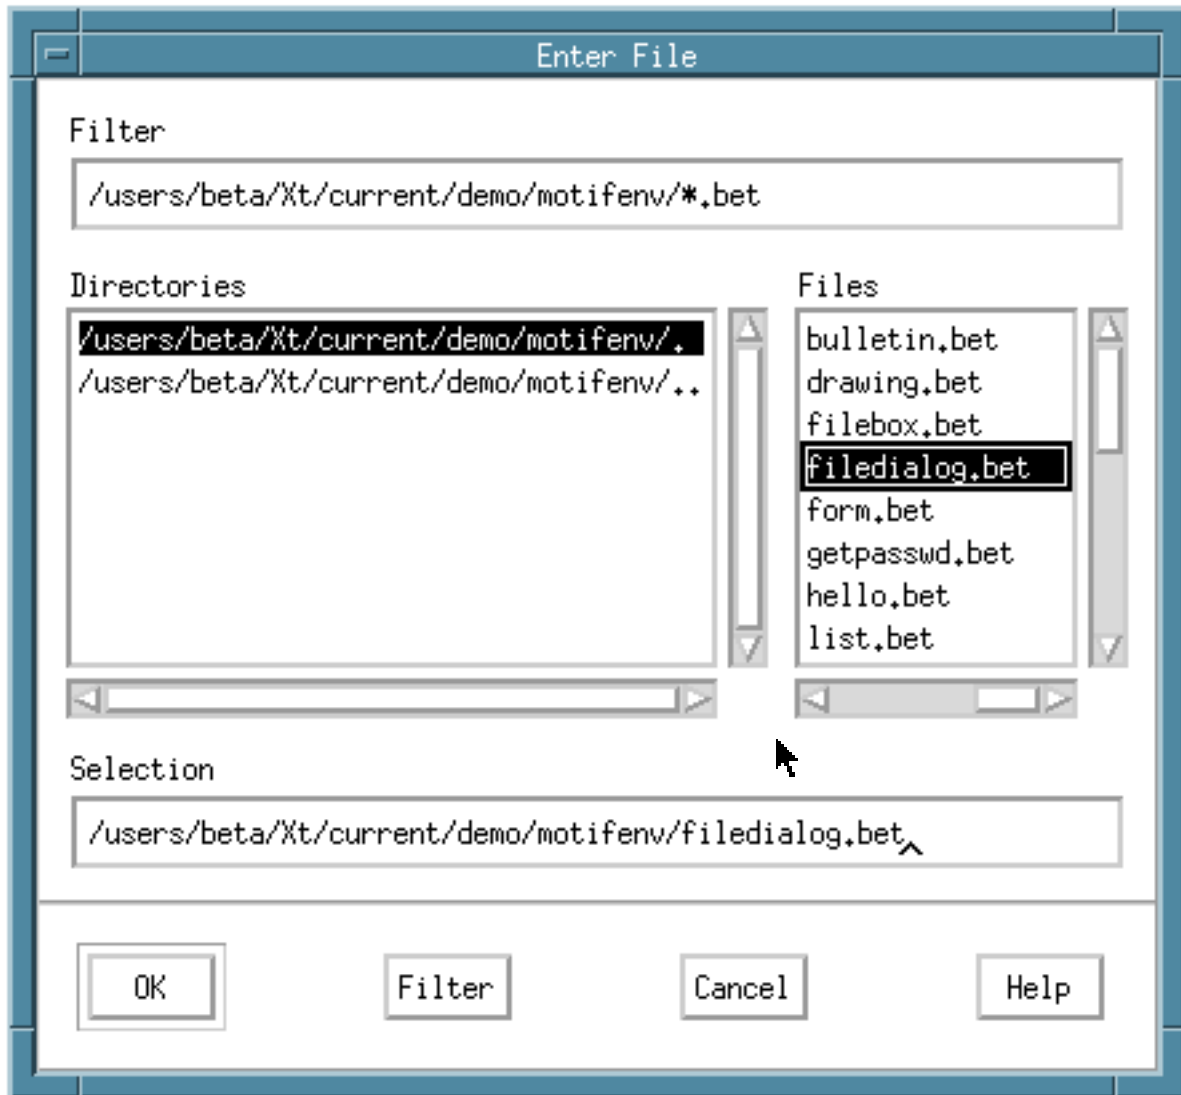 Enter File
Filter
/users/beta/Xt/current/demo/motifenv/*.bet
Directories
/users/beta/Xt/current/demo/motifenv/.
/users/beta/Xt/current/demo/motifenv/..
Files
bulletin.bet
drawing.bet
filebox.bet
filedialog.bet
form.bet
getpasswd.bet
hello.bet
list.bet
Selection
/users/beta/Xt/current/demo/motifenv/filedialog.bet
OK
Filter
Cancel
Help